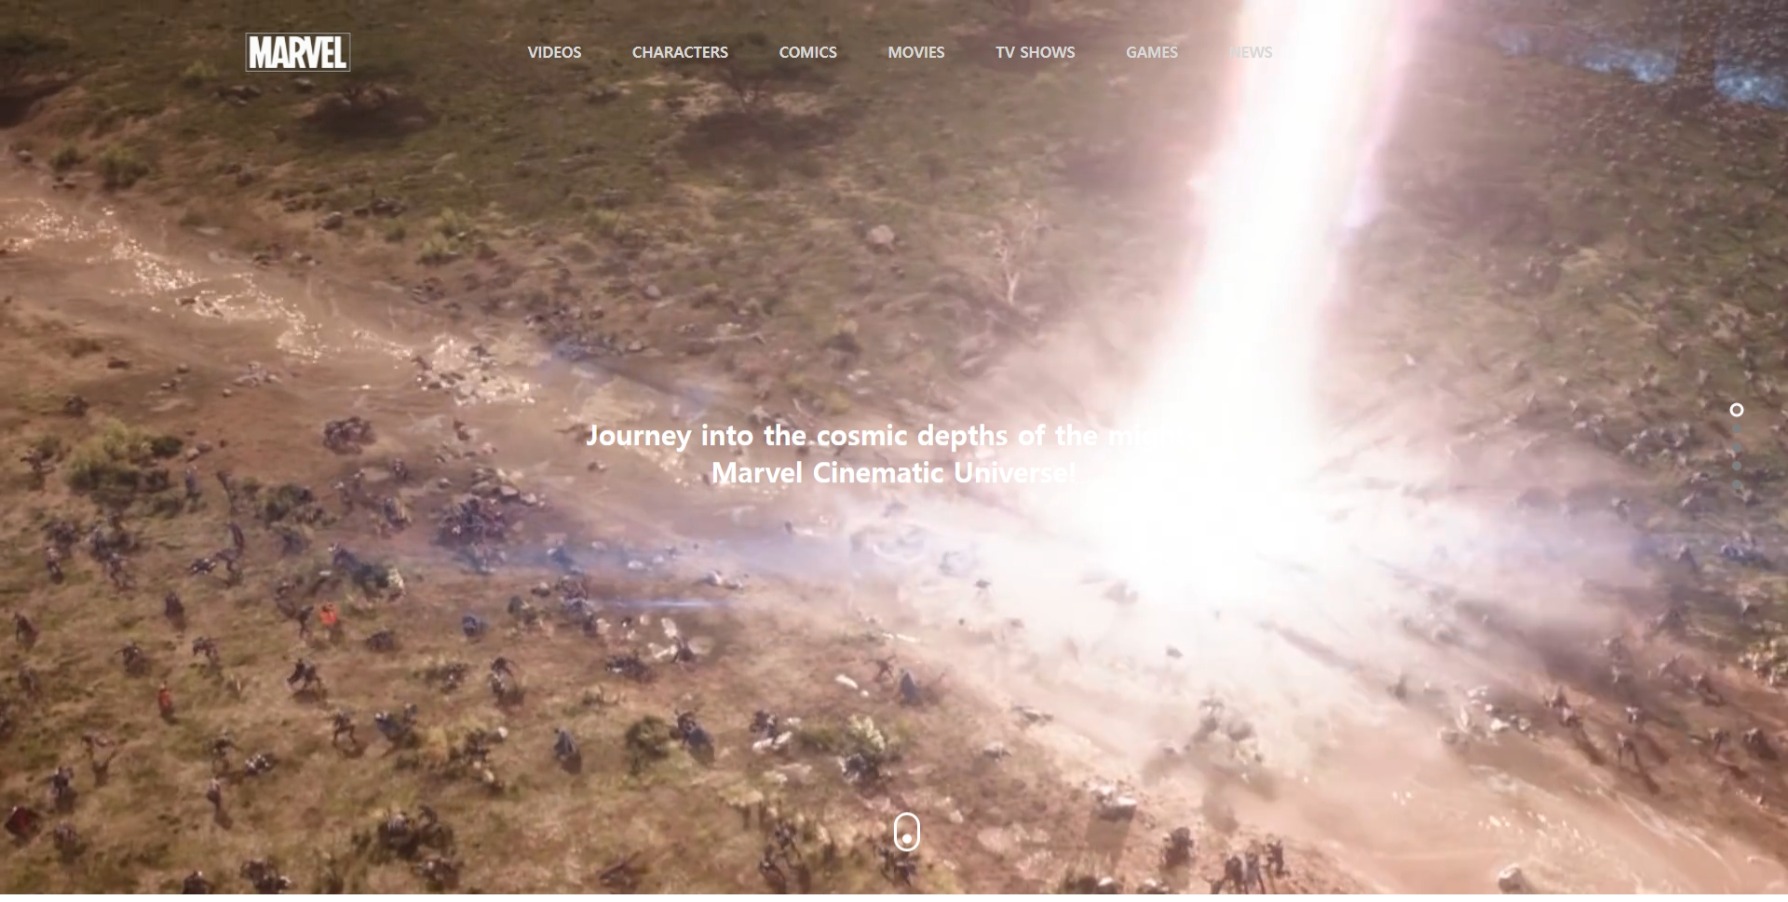 MARVEL
VIDEOS CHARACTERS COMICS MOVIES TV SHOWS GAMES NEWS
Journey into the cosmic depths of the
Marvel Cinematic Universe!